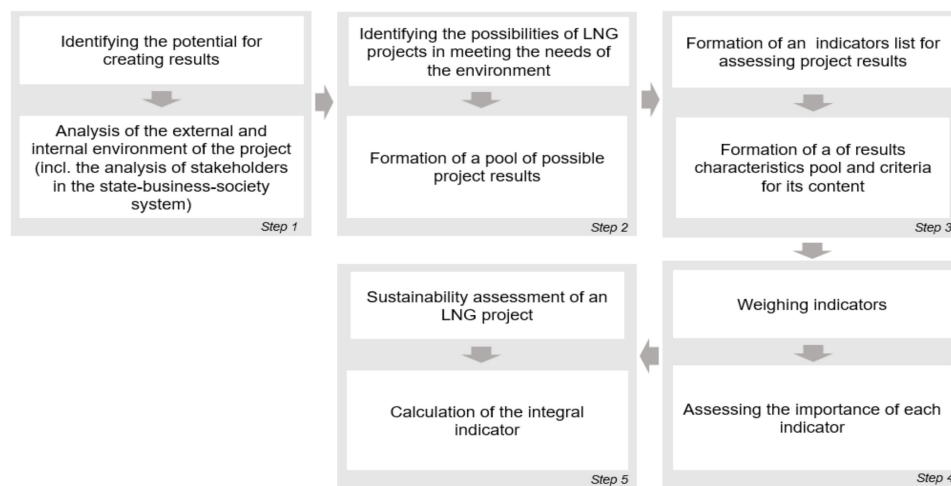 Identifying the potential for
creating results
Analysis of the external and
internal environment of the project
(incl. the analysis of stakeholders
in the state-business-society
system)
Step 1
Identifying the possibilities of LNG
projects in meeting the needs of
the environment
Formation of a pool of possible
project results
Step 2
Formation of an indicators list for
assessing project results
Formation of a of results
characteristics pool and criteria
for its content
Step 3
Weighing indicators
Assessing the importance of each
indicator
Step 4
Sustainability assessment of an
LNG project
Calculation of the integral
indicator
Step 5